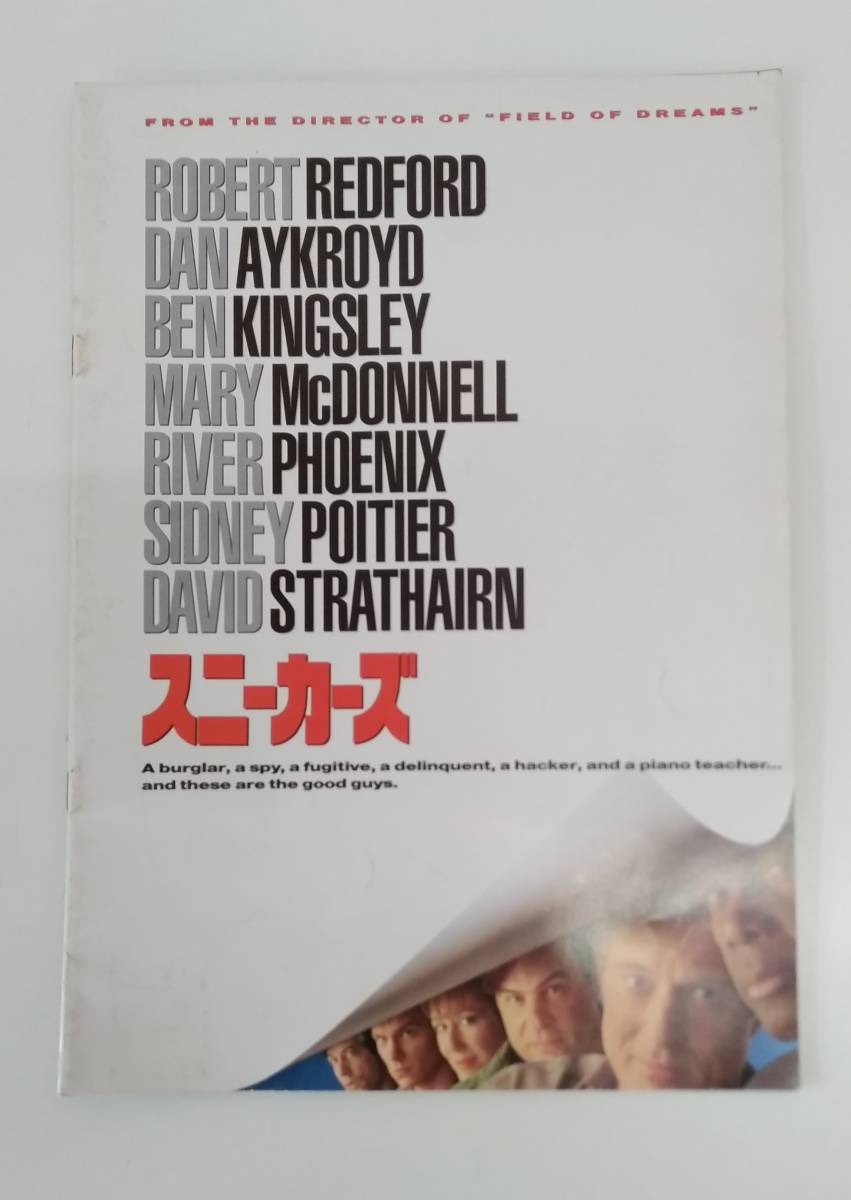 FROM THE DIRECTOR OF "FIELD OF DREAMS"
ROBERT REDFORD
DAN AYKROYD
BEN KINGSLEY
MARY McDONNELL
RIVER PHOENIX
SIDNEY POITIER
DAVID STRATHAIRN
スニーカーズ
A burglar, a spy, a fugitive, a delinquent, a hacker, and a piano teacher...
and these are the good guys.